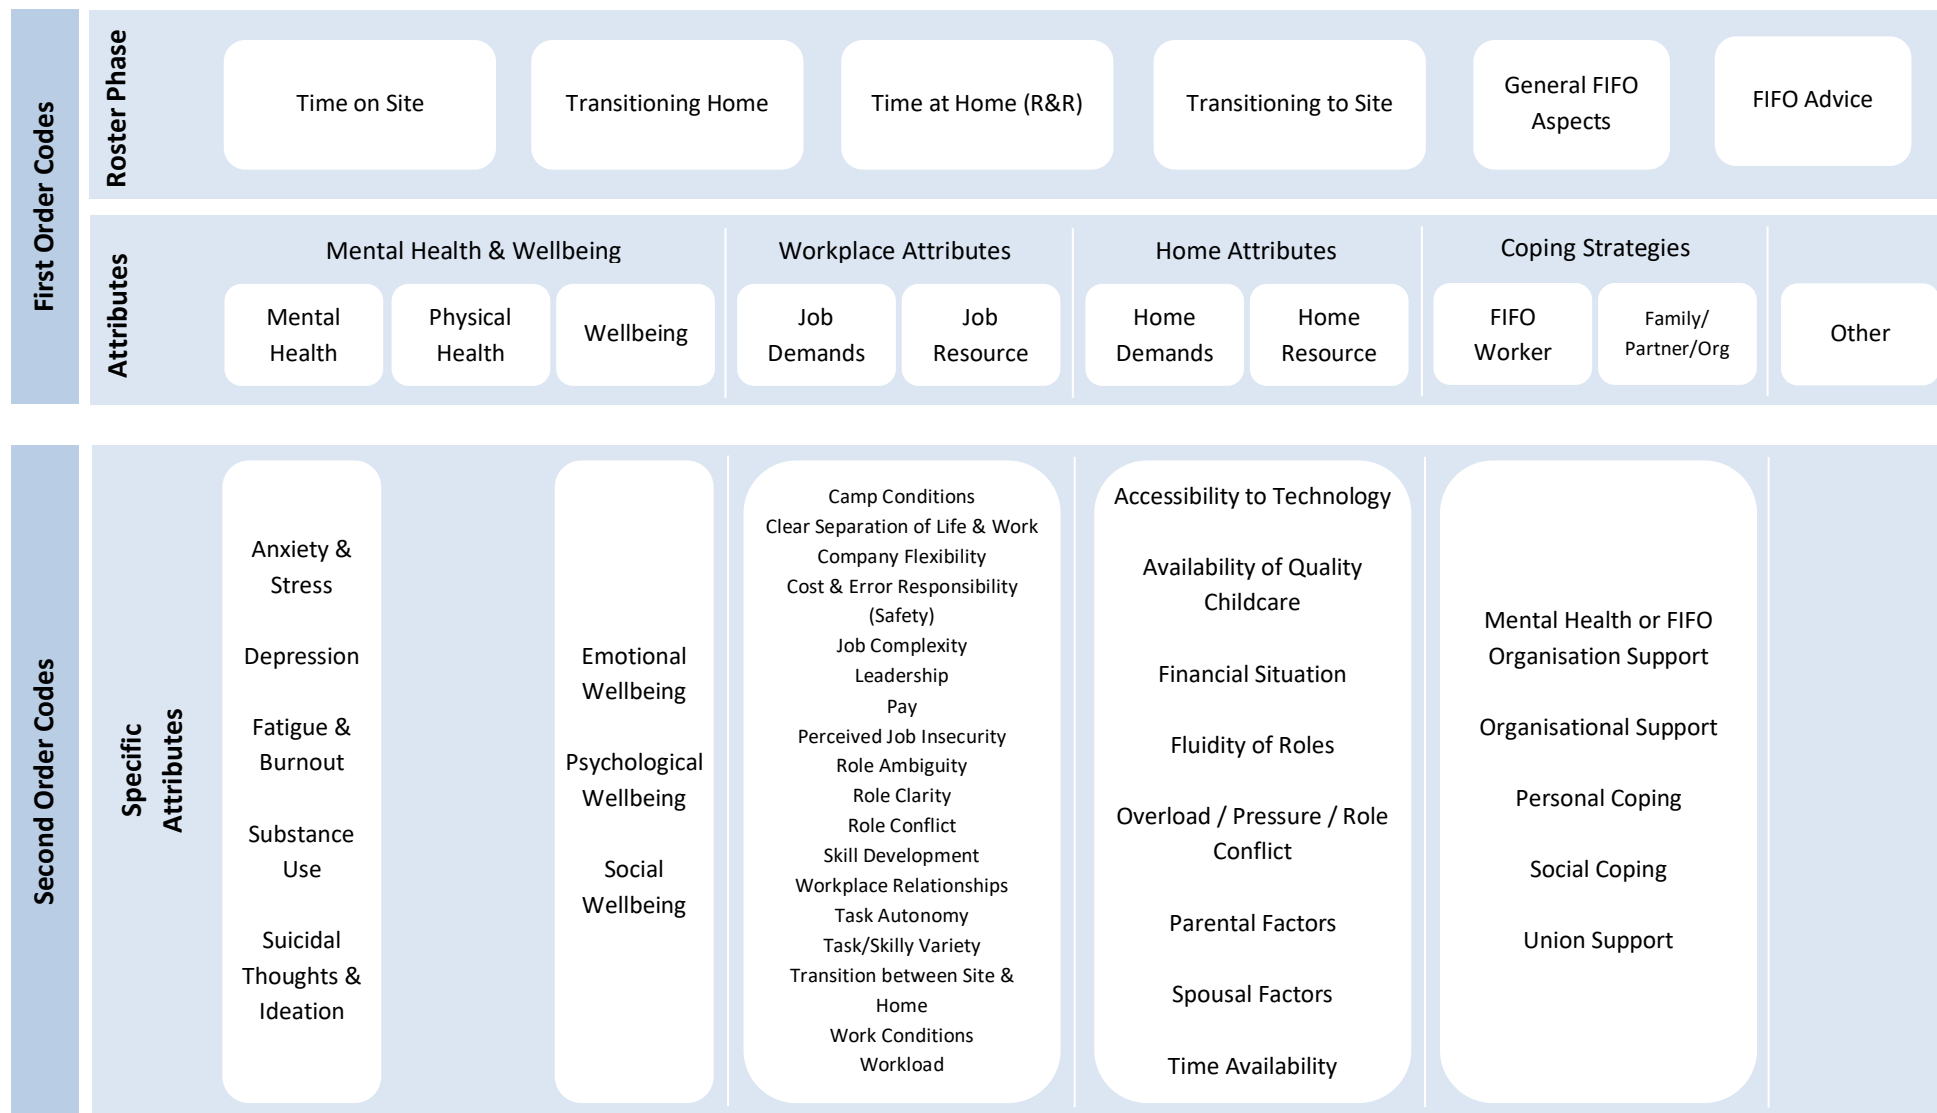 First Order Codes
Roster Phase
Time on Site
Transitioning Home
Time at Home (R&R)
Transitioning to Site
General FIFO
Aspects
FIFO Advice
Attributes
Mental Health & Wellbeing
Workplace Attributes
Home Attributes
Coping Strategies
Mental
Health
Physical
Health
Wellbeing
Job
Demands
Job
Resource
Home
Demands
Home
Resource
FIFO
Worker
Family/
Partner/Org
Other
Second Order Codes
Specific
Attributes
Anxiety &
Stress
Depression
Fatigue &
Burnout
Substance
Use
Suicidal
Thoughts &
Ideation
Emotional
Wellbeing
Psychological
Wellbeing
Social
Wellbeing
Camp Conditions
Clear Separation of Life & Work
Company Flexibility
Cost & Error Responsibility
(Safety)
Job Complexity
Leadership
Pay
Perceived Job Insecurity
Role Ambiguity
Role Clarity
Role Conflict
Skill Development
Workplace Relationships
Task Autonomy
Task/Skilly Variety
Transition between Site &
Home
Work Conditions
Workload
Accessibility to Technology
Availability of Quality
Childcare
Financial Situation
Fluidity of Roles
Overload / Pressure / Role
Conflict
Parental Factors
Spousal Factors
Time Availability
Mental Health or FIFO
Organisation Support
Organisational Support
Personal Coping
Social Coping
Union Support